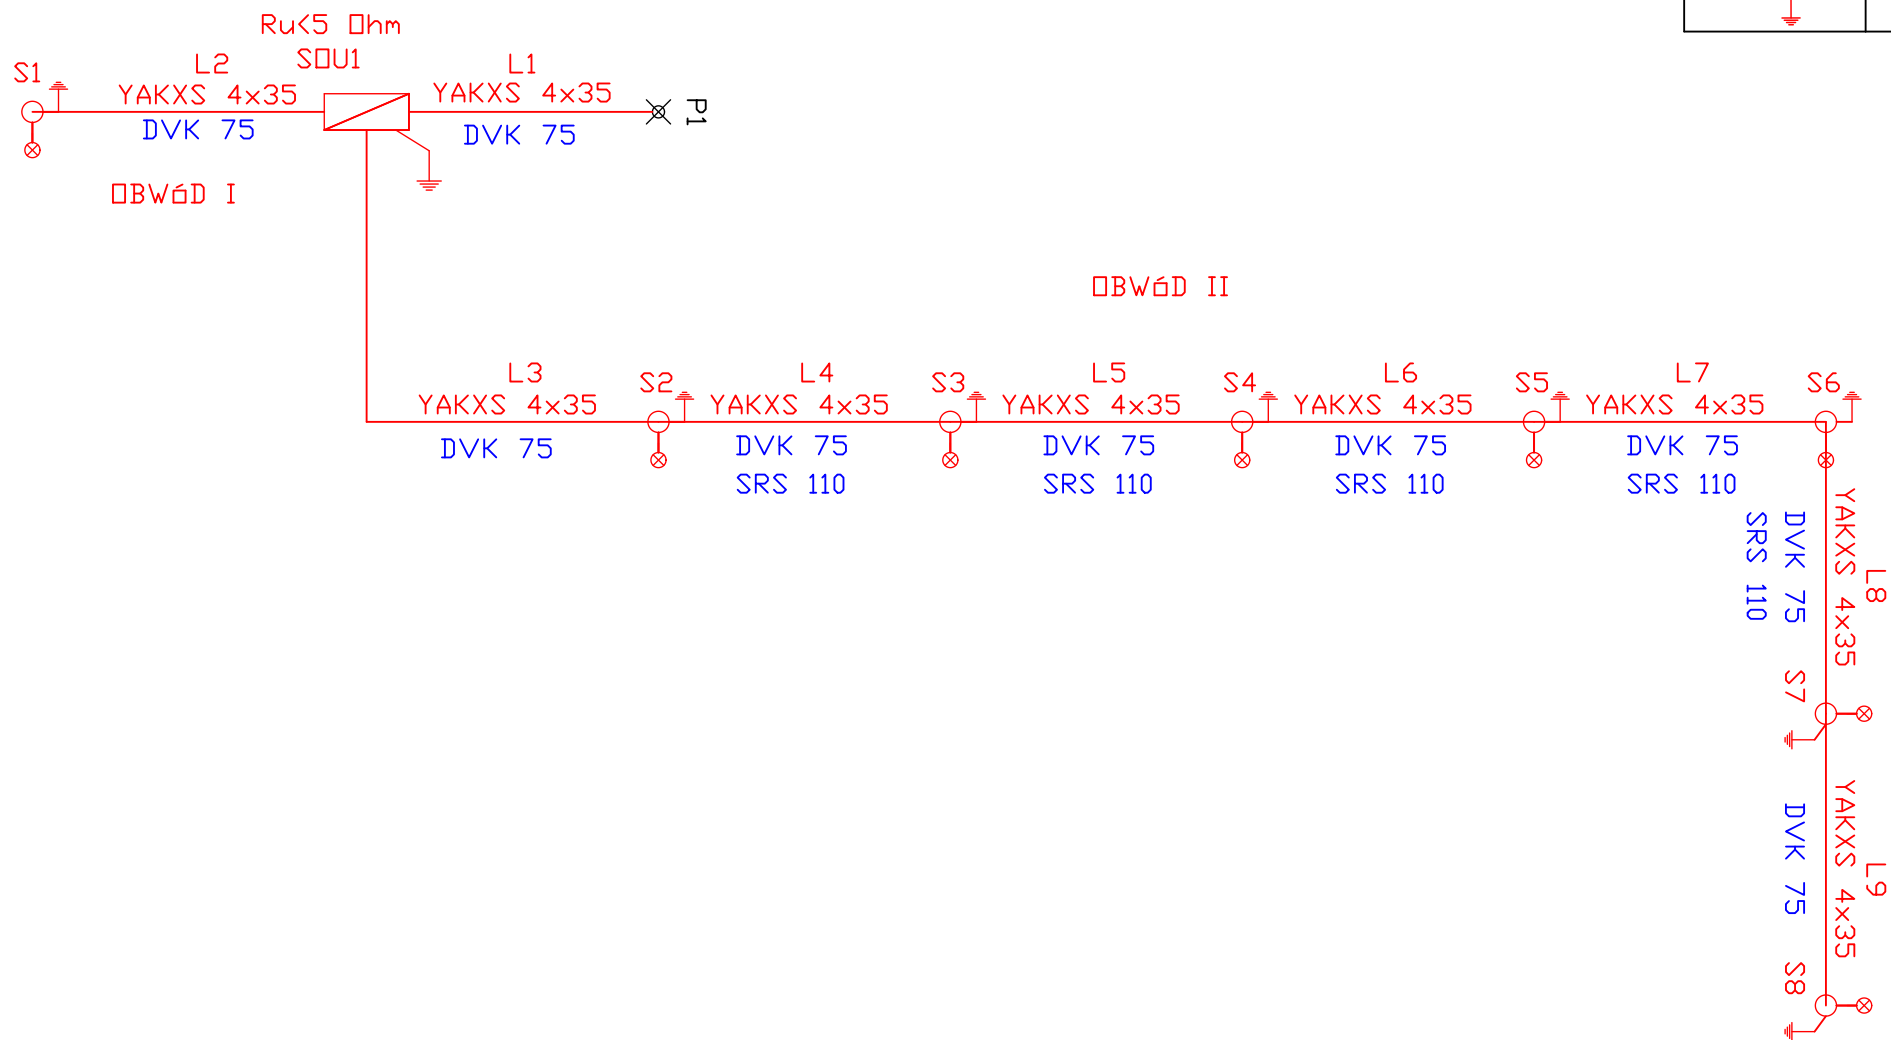 Ru<5 Ohm
SOU1
S1
L2
YAKXS 4x35
DVK 75
L1
YAKXS 4x35
DVK 75
P1
OBWóD I
OBWóD II
L3
YAKXS 4x35
DVK 75
S2
L4
YAKXS 4x35
DVK 75
SRS 110
S3
L5
YAKXS 4x35
DVK 75
SRS 110
S4
L6
YAKXS 4x35
DVK 75
SRS 110
S5
L7
YAKXS 4x35
DVK 75
SRS 110
S6
L8
YAKXS 4x35
DVK 75
SRS 110
S7
L9
YAKXS 4x35
DVK 75
S8